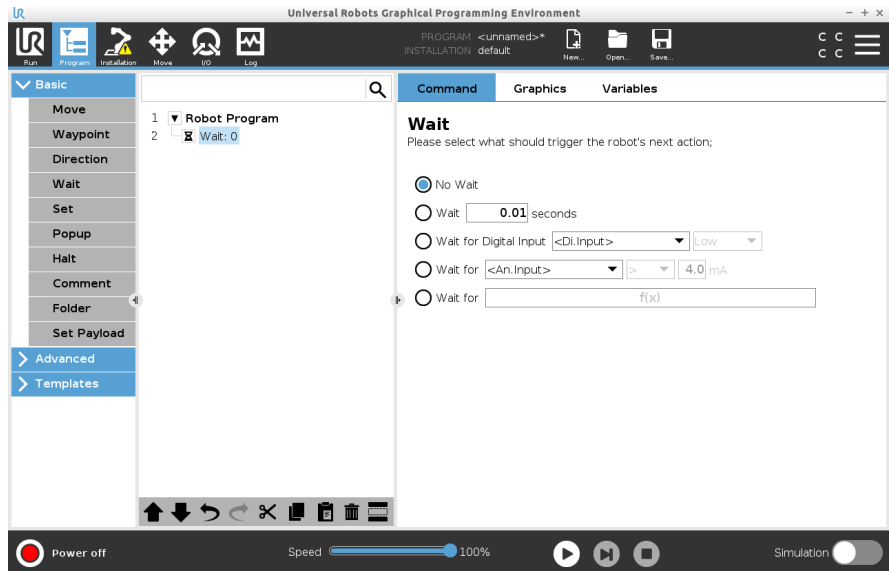 UR
Universal Robots Graphical Programming Environment
UR
Run
Program
Installation
Move
I/O
Log
PROGRAM <unnamed>*
INSTALLATION default
New...
Open...
Save...
C C
C C
Basic
Move
Waypoint
Direction
Wait
Set
Popup
Halt
Comment
Folder
Set Payload
Advanced
Templates
1 Robot Program
2 Wait: 0
Command Graphics Variables
Wait
Please select what should trigger the robot's next action;
No Wait
Wait 0.01 seconds
Wait for Digital Input <Di.Input> Low
Wait for <An.Input> > 4.0 mA
Wait for f(x)
Power off
Speed 100%
Simulation